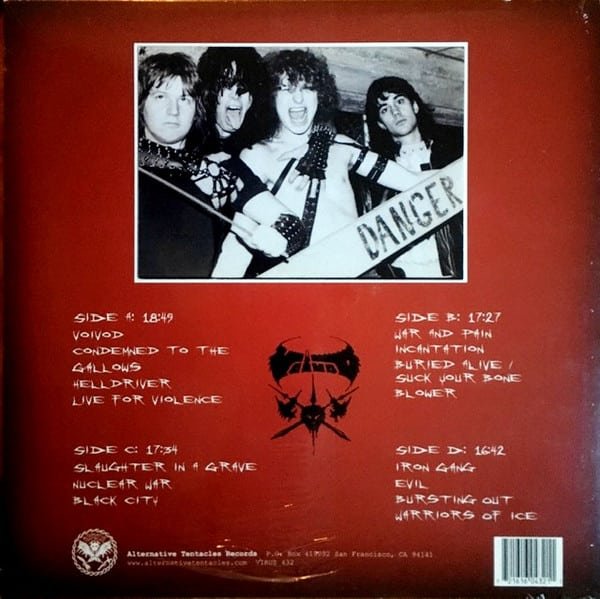 DANGER
SIDE A: 18:49
VOIVOD
CONDEMNED TO THE
GALLOWS
HELLDRIVER
LIVE FOR VIOLENCE
SIDE B: 17:27
WAR AND PAIN
INCANTATION
BURIED ALIVE /
SUCK YOUR BONE
BLOWER
SIDE C: 17:34
SLAUGHTER IN A GRAVE
NUCLEAR WAR
BLACK CITY
SIDE D: 16:42
IRON GANG
EVIL
BURSTING OUT
WARRIORS OF ICE
Alternative Tentacles Records P.O. Box 419092 San Francisco, CA 94141
www.alternativetentacles.com VIRUS 432